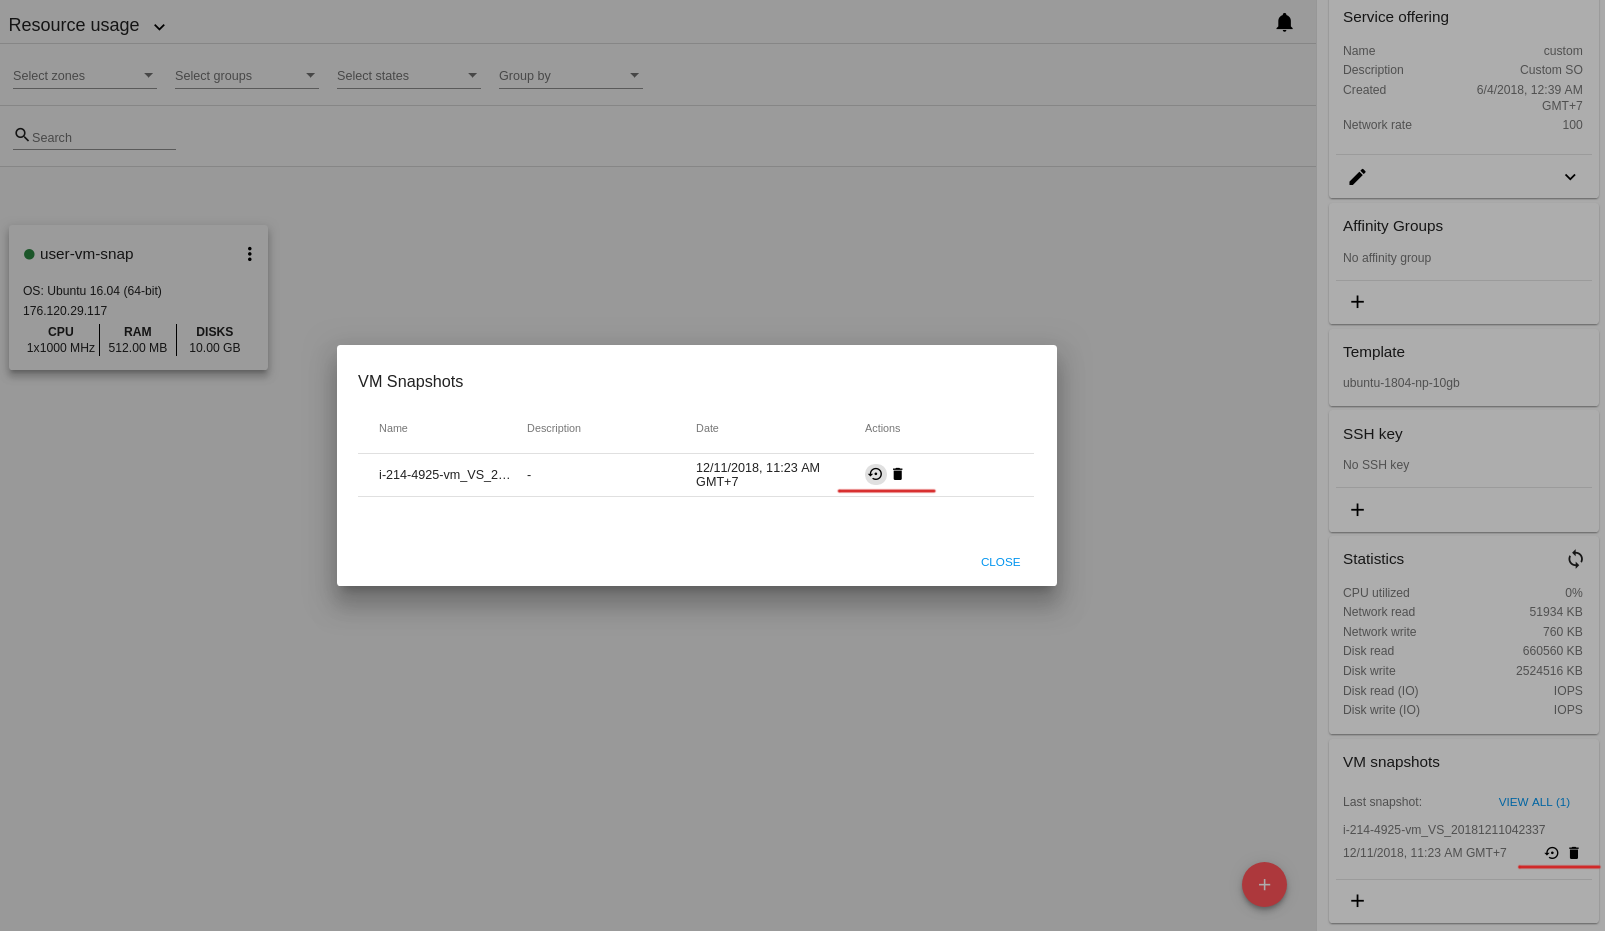 Resource usage
Select zones
Select groups
Select states
Group by
Search
user-vm-snap
OS: Ubuntu 16.04 (64-bit)
176.120.29.117
CPU
RAM
DISKS
1x1000 MHz
512.00 MB
10.00 GB
VM Snapshots
Name
Description
Date
Actions
i-214-4925-vm_VS_2…
-
12/11/2018, 11:23 AM
GMT+7
CLOSE
Service offering
Name
custom
Description
Custom SO
Created
6/4/2018, 12:39 AM
GMT+7
Network rate
100
Affinity Groups
No affinity group
Template
ubuntu-1804-np-10gb
SSH key
No SSH key
Statistics
CPU utilized
0%
Network read
51934 KB
Network write
760 KB
Disk read
660560 KB
Disk write
2524516 KB
Disk read (IO)
IOPS
Disk write (IO)
IOPS
VM snapshots
Last snapshot:
VIEW ALL (1)
i-214-4925-vm_VS_20181211042337
12/11/2018, 11:23 AM GMT+7